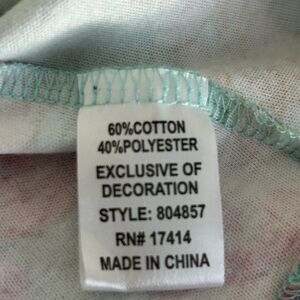 60%COTTON
40%POLYESTER
EXCLUSIVE OF
DECORATION
STYLE: 804857
RN# 17414
MADE IN CHINA